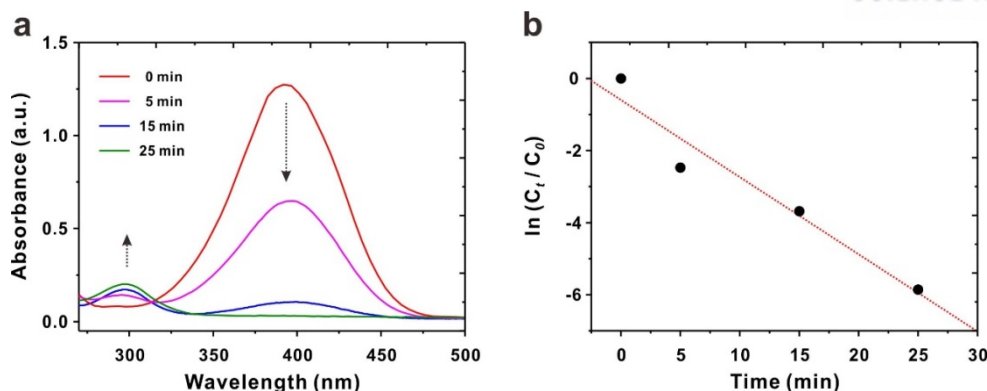 a
1.5
1.0
0.5
0.0
Absorbance (a.u.)
0 min
5 min
15 min
25 min
300 350 400 450 500
Wavelength (nm)
b
0
-2
-4
-6
ln (Ct / C0)
0 5 10 15 20 25 30
Time (min)